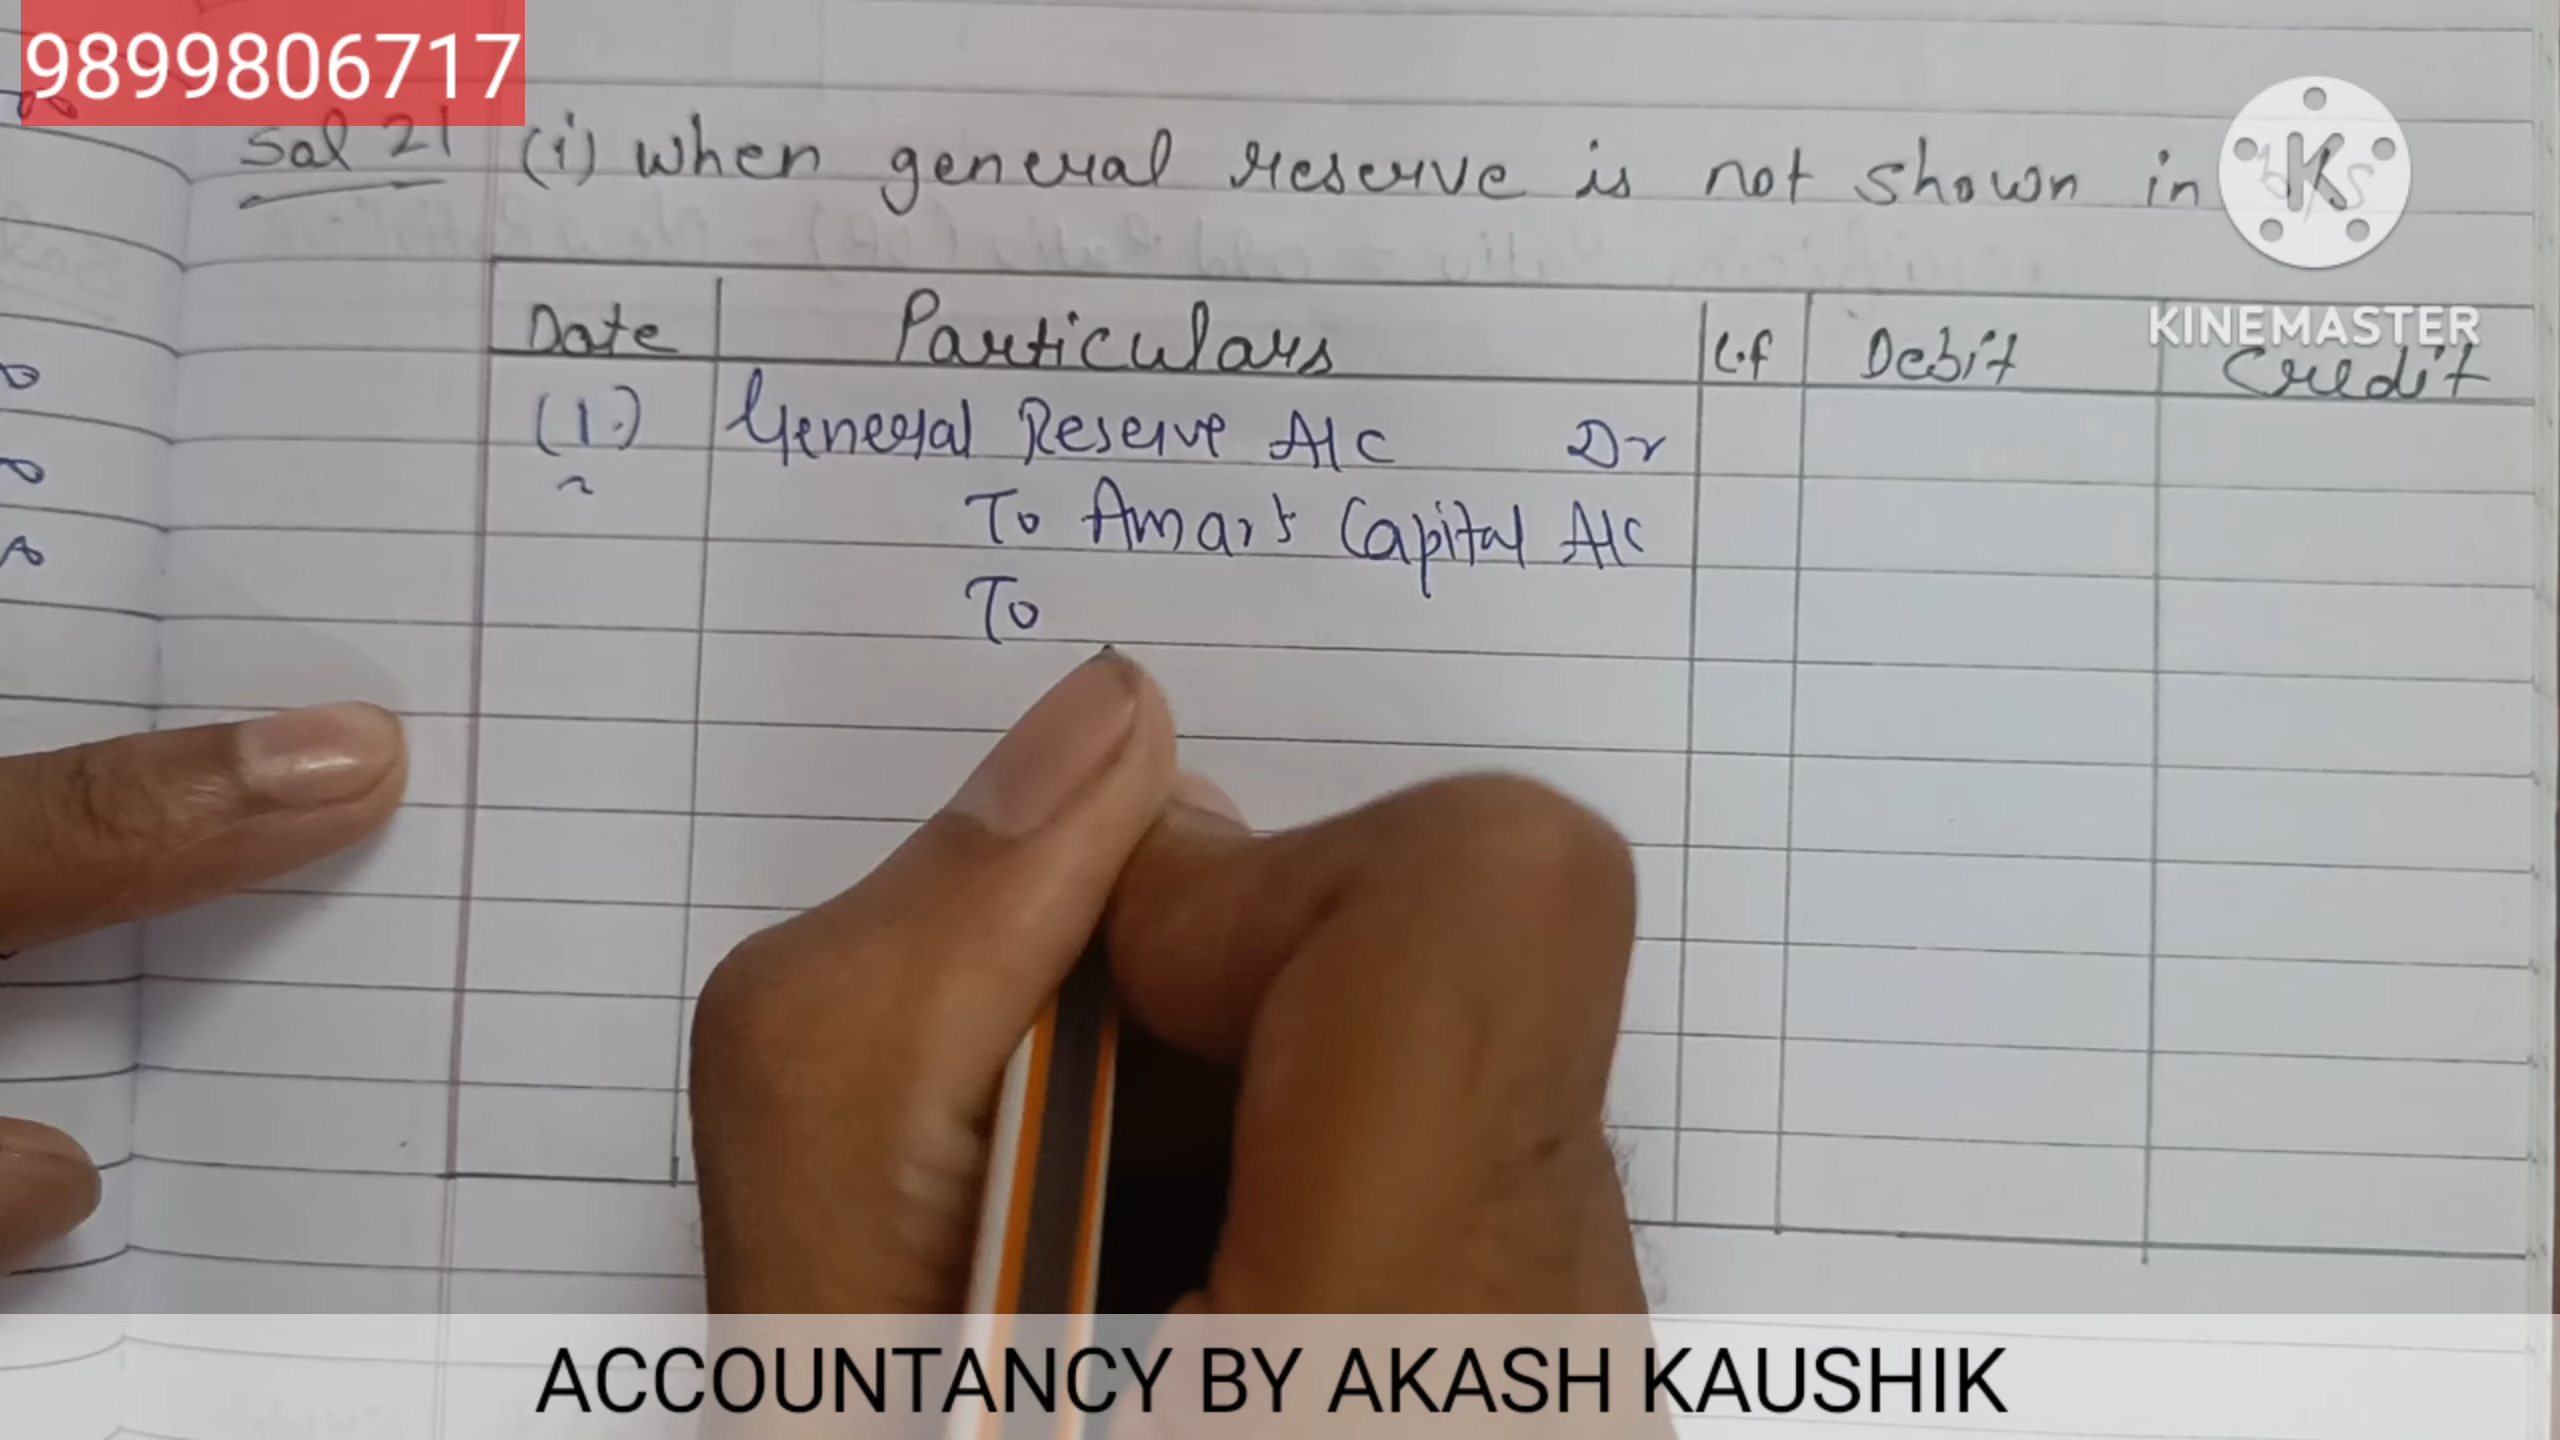 9899806717
Sol 21 (i) When general reserve is not shown in B/S
KINEMASTER
Date Particulars L.f Debit Credit
(1.) General Reserve A/C Dr
To Amar's Capital A/C
To
ACCOUNTANCY BY AKASH KAUSHIK